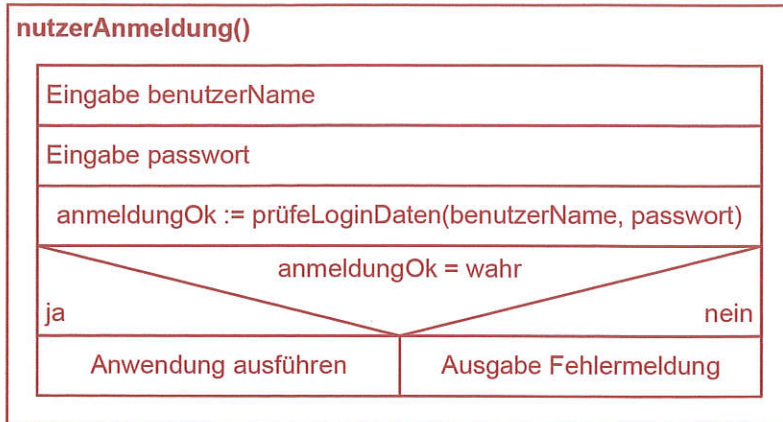 nutzerAnmeldung()
Eingabe benutzerName
Eingabe passwort
anmeldungOk := prüfeLoginDaten(benutzerName, passwort)
anmeldungOk = wahr
ja
nein
Anwendung ausführen
Ausgabe Fehlermeldung